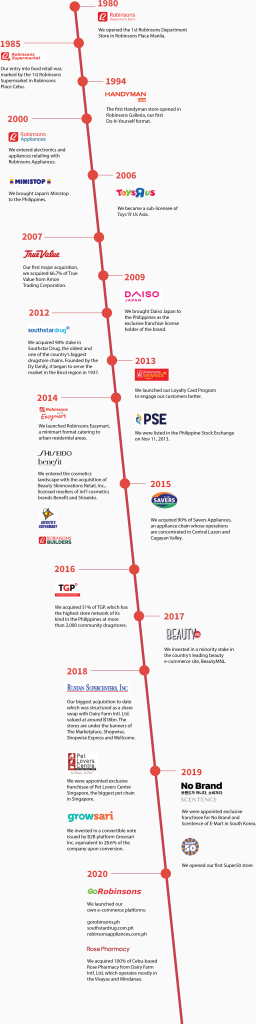 1980
Robinsons
Department Store
We opened the 1st Robinsons Department
Store in Robinsons Place Manila.
1985
Robinsons
Supermarket
Our entry into food retail was
marked by the 1st Robinsons
Supermarket in Robinsons
Place Cebu.
1994
HANDYMAN
The first Handyman store opened in
Robinsons Galleria, our first
Do-It-Yourself format.
2000
Robinsons
Appliances
We entered electronics and
appliances retailing with
Robinsons Appliances.
2006
MINISTOP
We brought Japan's Ministop
to the Philippines.
TOYS R US
We became a sub-licensee of
Toys 'R' Us Asia.
2007
True Value
Our first major acquisition,
we acquired 66.7% of True
Value from Amon
Trading Corporation.
2009
DAISO
JAPAN
We brought Daiso Japan to
the Philippines as the
exclusive franchise license
holder of the brand.
2012
southstardrug
We acquired 90% stake in
Southstar Drug, the oldest and
one of the country's biggest
drugstore chains. Founded by the
Dy family, it began to serve the
market in the Bicol region in 1937.
2013
We launched our Loyalty Card Program
to engage our customers better.
PSE
We were listed in the Philippine Stock Exchange
on Nov 11, 2013.
2014
Robinsons
Easymart
We launched Robinsons Easymart,
a minimart format catering to
urban residential areas.
SHISEIDO
benefit
We entered the cosmetics
landscape with the acquisition of
Beauty Skinnovations Retail, Inc.,
licensed resellers of int'l cosmetics
brands Benefit and Shiseido.
ROBINSONS
BUILDERS
2015
SAVERS
We acquired 90% of Savers Appliances,
an appliance chain whose operations
are concentrated in Central Luzon and
Cagayan Valley.
2016
TGP
We acquired 51% of TGP, which has
the highest store network of its
kind in the Philippines at more
than 2,000 community drugstores.
2017
BEAUTY
We invested in a minority stake in
the country's leading beauty
e-commerce site, BeautyMNL.
2018
RUSTAN SUPERCENTERS, INC
Our biggest acquisition to date
which was structured as a share
swap with Dairy Farm Intl. Ltd.
valued at around $18bn. The
stores are under the banners of
The Marketplace, Shopwise,
Shopwise Express and Wellcome.
Pet
Lovers
Centre
We were appointed exclusive
franchisee of Pet Lovers Centre
Singapore, the biggest pet chain
in Singapore.
growsari
We invested in a convertible note
issued by B2B platform Growsari
Inc, equivalent to 28.6% of the
company upon conversion.
2019
No Brand
브랜드가 아니다. 소비자다
SCENTENCE
We were appointed exclusive
franchisee for No Brand and
Scentence of E-Mart in South Korea.
We opened our first Super50 store
2020
GoRobinsons
We launched our
own e-commerce platforms:
gorobinsons.ph
southstardrug.com.ph
robinsonsappliances.com.ph
Rose Pharmacy
We acquired 100% of Cebu-based
Rose Pharmacy from Dairy Farm
Intl. Ltd, which operates mostly in
the Visayas and Mindanao.